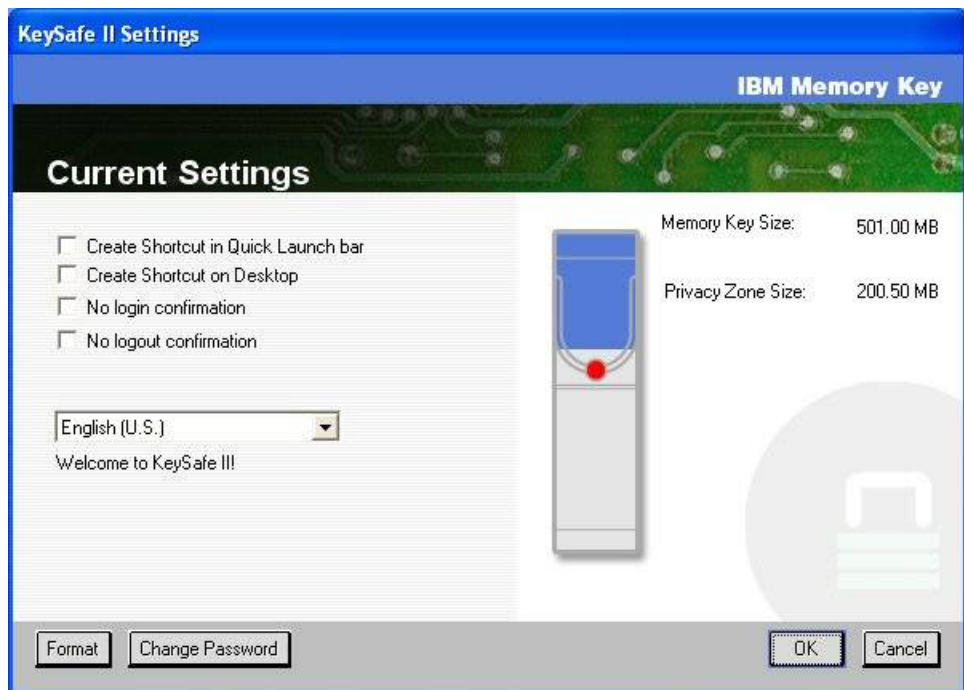 KeySafe II Settings
IBM Memory Key
Current Settings
Create Shortcut in Quick Launch bar
Create Shortcut on Desktop
No login confirmation
No logout confirmation
English (U.S.)
Welcome to KeySafe II!
Memory Key Size: 501.00 MB
Privacy Zone Size: 200.50 MB
Format
Change Password
OK
Cancel